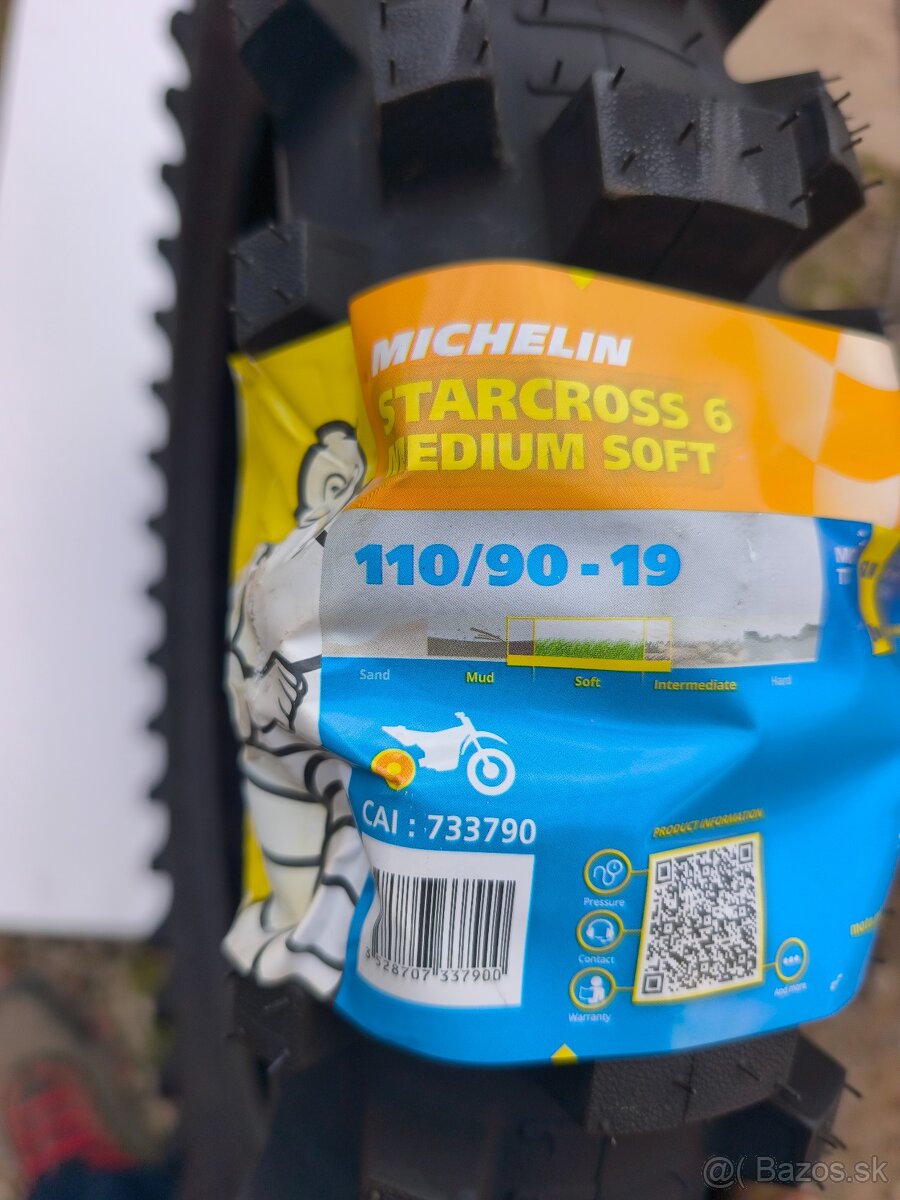 MICHELIN
STARCROSS 6
MEDIUM SOFT
110/90 - 19
Sand Mud Soft Intermediate Hard
CAI : 733790
3 528707 337900
PRODUCT INFORMATION
Pressure
Contact
Warranty
And more
@( Bazos.sk